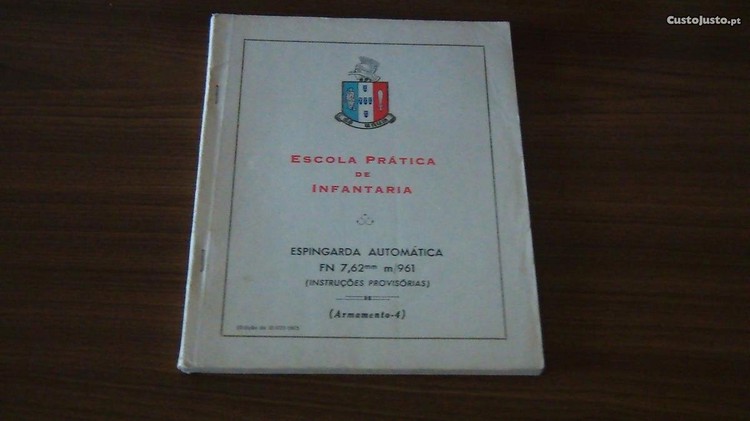 CustoJusto.pt
ESCOLA PRÁTICA
DE
INFANTARIA
ESPINGARDA AUTOMÁTICA
FN 7,62mm m/961
(INSTRUÇÕES PROVISÓRIAS)
(Armamento-4)